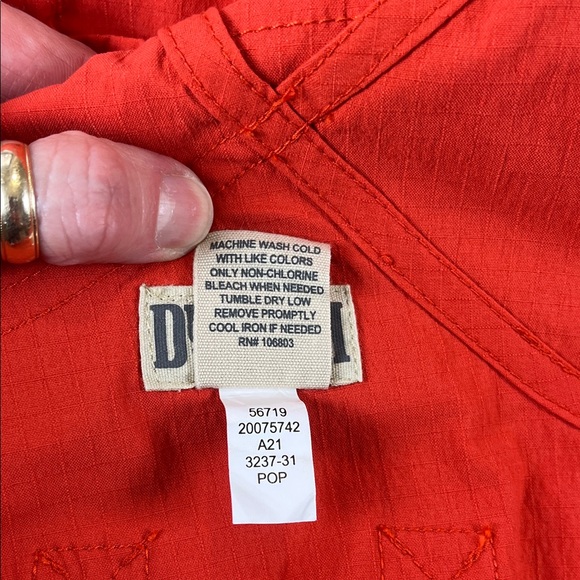 MACHINE WASH COLD
WITH LIKE COLORS
ONLY NON-CHLORINE
BLEACH WHEN NEEDED
TUMBLE DRY LOW
REMOVE PROMPTLY
COOL IRON IF NEEDED
RN# 106803
56719
20075742
A21
3237-31
POP